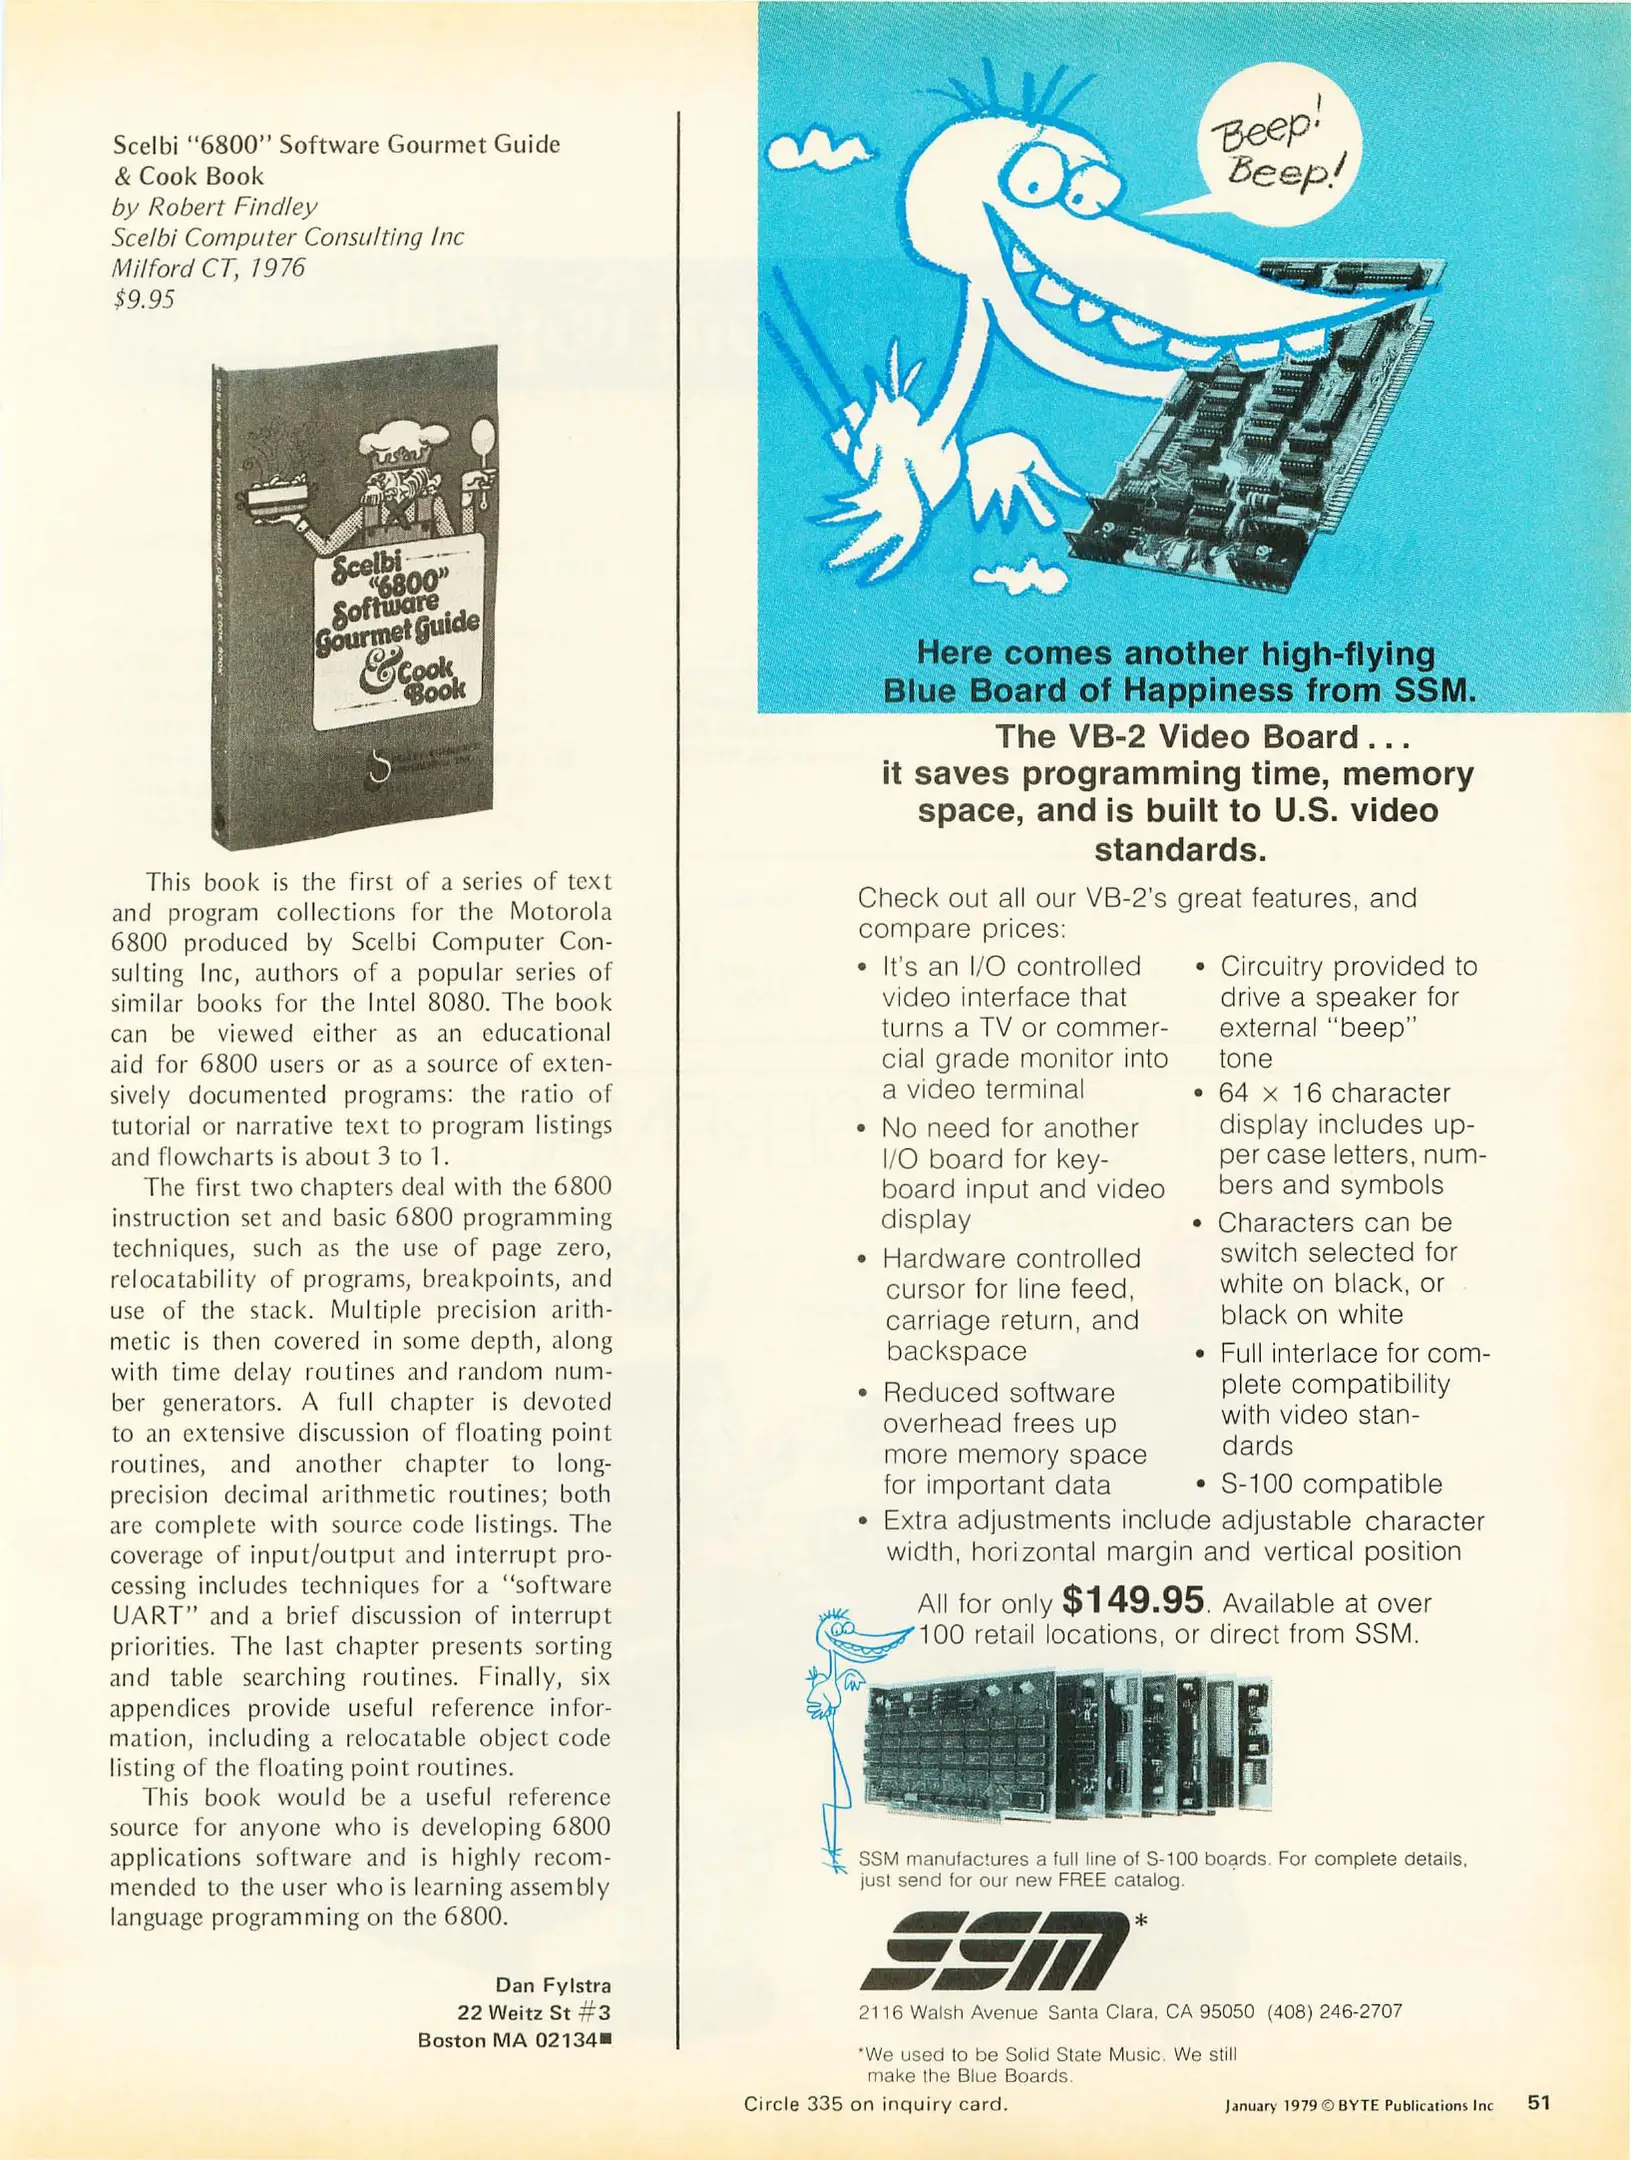 Scelbi "6800" Software Gourmet Guide
& Cook Book
by Robert Findley
Scelbi Computer Consulting Inc
Milford CT, 1976
$9.95
SCELBI'S "6800" SOFTWARE GOURMET GUIDE & COOK BOOK
Scelbi
"6800"
Software
Gourmet Guide
& Cook
Book
This book is the first of a series of text
and program collections for the Motorola
6800 produced by Scelbi Computer Con-
sulting Inc, authors of a popular series of
similar books for the Intel 8080. The book
can be viewed either as an educational
aid for 6800 users or as a source of exten-
sively documented programs: the ratio of
tutorial or narrative text to program listings
and flowcharts is about 3 to 1.
The first two chapters deal with the 6800
instruction set and basic 6800 programming
techniques, such as the use of page zero,
relocatability of programs, breakpoints, and
use of the stack. Multiple precision arith-
metic is then covered in some depth, along
with time delay routines and random num-
ber generators. A full chapter is devoted
to an extensive discussion of floating point
routines, and another chapter to long-
precision decimal arithmetic routines; both
are complete with source code listings. The
coverage of input/output and interrupt pro-
cessing includes techniques for a "software
UART" and a brief discussion of interrupt
priorities. The last chapter presents sorting
and table searching routines. Finally, six
appendices provide useful reference infor-
mation, including a relocatable object code
listing of the floating point routines.
This book would be a useful reference
source for anyone who is developing 6800
applications software and is highly recom-
mended to the user who is learning assembly
language programming on the 6800.
Dan Fylstra
22 Weitz St #3
Boston MA 02134■
Beep!
Beep!
Here comes another high-flying
Blue Board of Happiness from SSM.
The VB-2 Video Board...
it saves programming time, memory
space, and is built to U.S. video
standards.
Check out all our VB-2's great features, and
compare prices:
• It's an I/O controlled
video interface that
turns a TV or commer-
cial grade monitor into
a video terminal
• No need for another
I/O board for key-
board input and video
display
• Hardware controlled
cursor for line feed,
carriage return, and
backspace
• Reduced software
overhead frees up
more memory space
for important data
• Circuitry provided to
drive a speaker for
external "beep"
tone
• 64 x 16 character
display includes up-
per case letters, num-
bers and symbols
• Characters can be
switch selected for
white on black, or
black on white
• Full interlace for com-
plete compatibility
with video stan-
dards
• S-100 compatible
• Extra adjustments include adjustable character
width, horizontal margin and vertical position
All for only $149.95. Available at over
100 retail locations, or direct from SSM.
SSM manufactures a full line of S-100 boards. For complete details,
just send for our new FREE catalog.
SSM*
2116 Walsh Avenue Santa Clara, CA 95050 (408) 246-2707
*We used to be Solid State Music. We still
make the Blue Boards.
Circle 335 on inquiry card.
January 1979 © BYTE Publications Inc 51